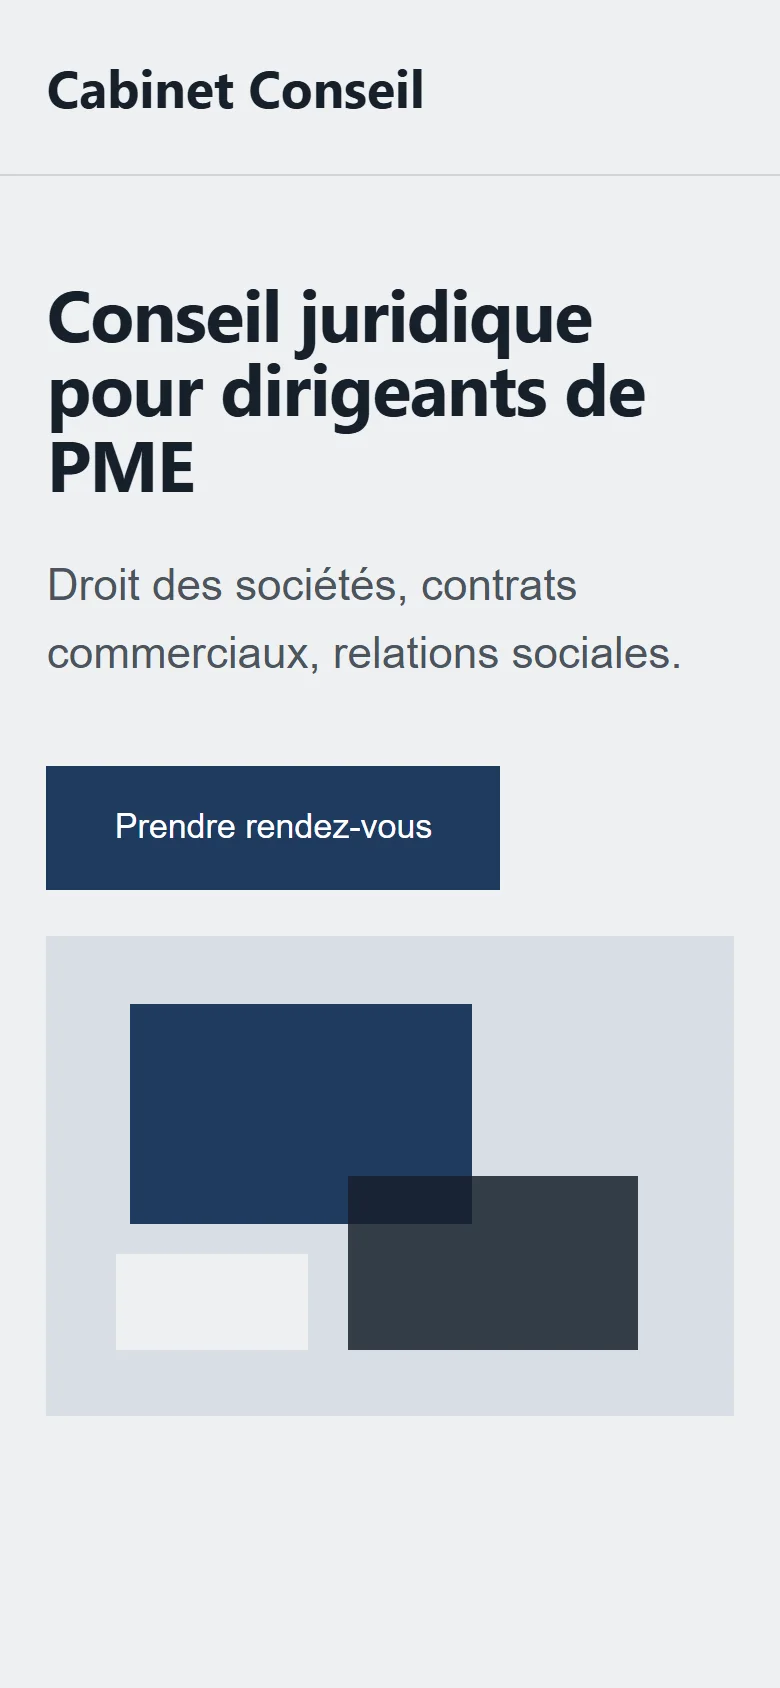 Cabinet Conseil
Conseil juridique
pour dirigeants de
PME
Droit des sociétés, contrats
commerciaux, relations sociales.
Prendre rendez-vous